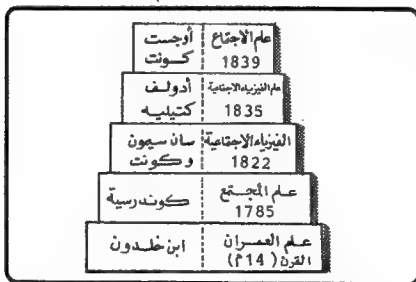 علم الاجتماع أوجست
1839 كونت
علم الفيزياء الاجتماعية أدولف
1835 كتيليه
الفيزياء الاجتماعية سان سيمون
1822 وكونت
علم المجتمع كوندرسية
1785
علم العمران ابن خلدون
القرن (14م)